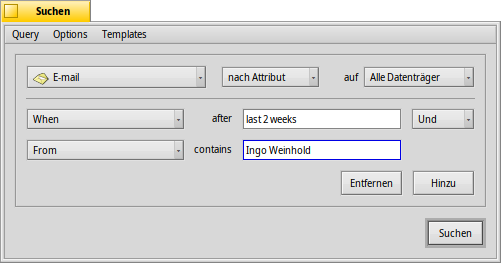 Suchen
Query Options Templates
E-mail nach Attribut auf Alle Datenträger
When after last 2 weeks Und
From contains Ingo Weinhold
Entfernen Hinzu
Suchen